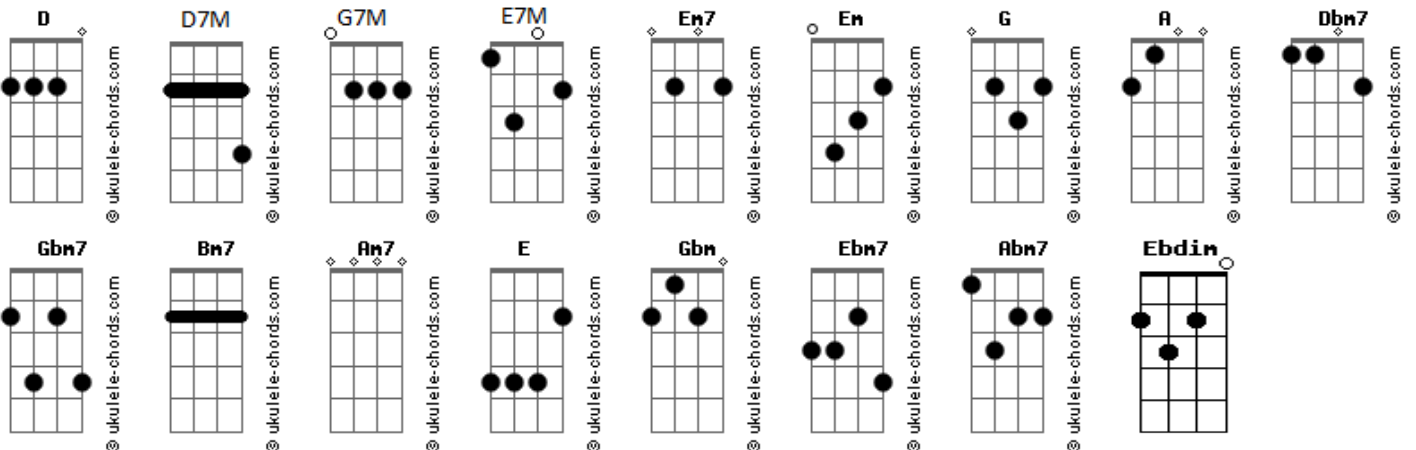 D D7M G7M E7M Em7 Em G A Dbm7
© ukulele-chords.com © ukulele-chords.com © ukulele-chords.com © ukulele-chords.com © ukulele-chords.com © ukulele-chords.com © ukulele-chords.com © ukulele-chords.com © ukulele-chords.com
Gbm7 Bm7 Am7 E Gbm Ebm7 Abm7 Ebdim
© ukulele-chords.com © ukulele-chords.com © ukulele-chords.com © ukulele-chords.com © ukulele-chords.com © ukulele-chords.com © ukulele-chords.com